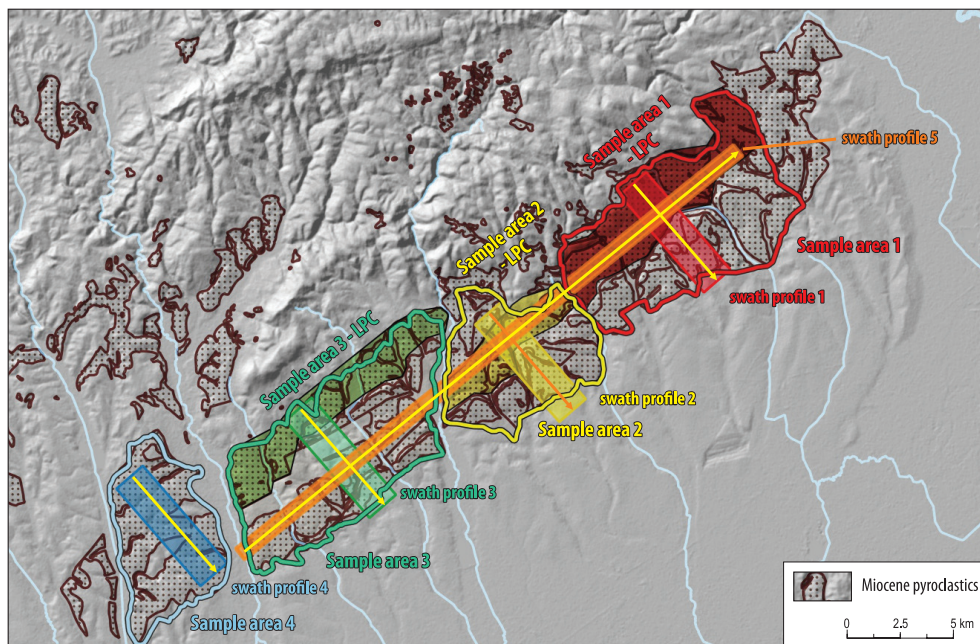 Sample area 1
- LPC
swath profile 5
Sample area 2
- LPC
Sample area 1
swath profile 1
Sample area 3 - LPC
swath profile 2
Sample area 2
swath profile 3
Sample area 3
swath profile 4
Sample area 4
Miocene pyroclastics
0 2.5 5 km